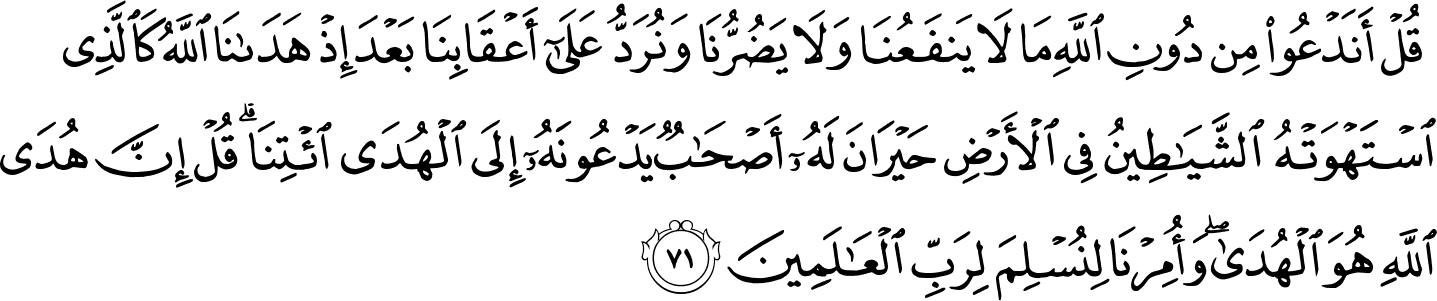 قُلْ أَنَدْعُوا۟ مِن دُونِ ٱللَّهِ مَا لَا يَنفَعُنَا وَلَا يَضُرُّنَا وَنُرَدُّ عَلَىٰٓ أَعْقَابِنَا بَعْدَ إِذْ هَدَىٰنَا ٱللَّهُ كَٱلَّذِى
ٱسْتَهْوَتْهُ ٱلشَّيَـٰطِينُ فِى ٱلْأَرْضِ حَيْرَانَ لَهُۥٓ أَصْحَـٰبٌ يَدْعُونَهُۥٓ إِلَى ٱلْهُدَى ٱئْتِنَا ۗ قُلْ إِنَّ هُدَى
ٱللَّهِ هُوَ ٱلْهُدَىٰ ۖ وَأُمِرْنَا لِنُسْلِمَ لِرَبِّ ٱلْعَـٰلَمِينَ ٧١